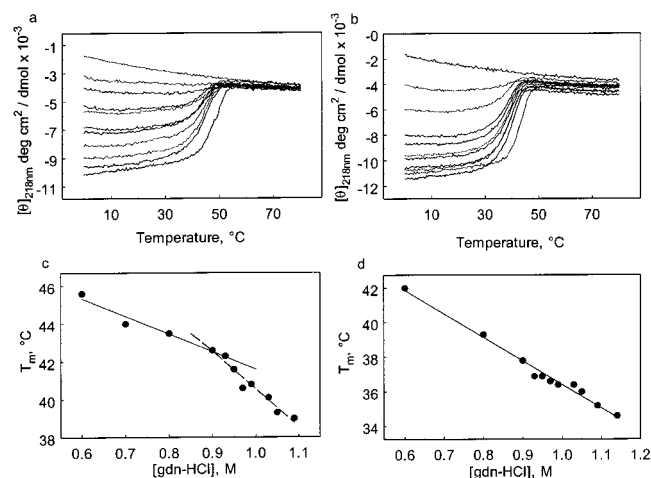 a
b
-1
-3
-5
-7
-9
-11
[θ]218nm deg cm2 / dmol x 10-3
10 30 50 70
Temperature, °C
-0
-2
-4
-6
-8
-10
-12
[θ]218nm deg cm2 / dmol x 10-3
10 30 50 70
Temperature, °C
c
46
44
42
40
38
Tm, °C
0.6 0.7 0.8 0.9 1.0 1.1
[gdn-HCl], M
d
42
40
38
36
34
Tm, °C
0.6 0.7 0.8 0.9 1.0 1.1 1.2
[gdn-HCl], M